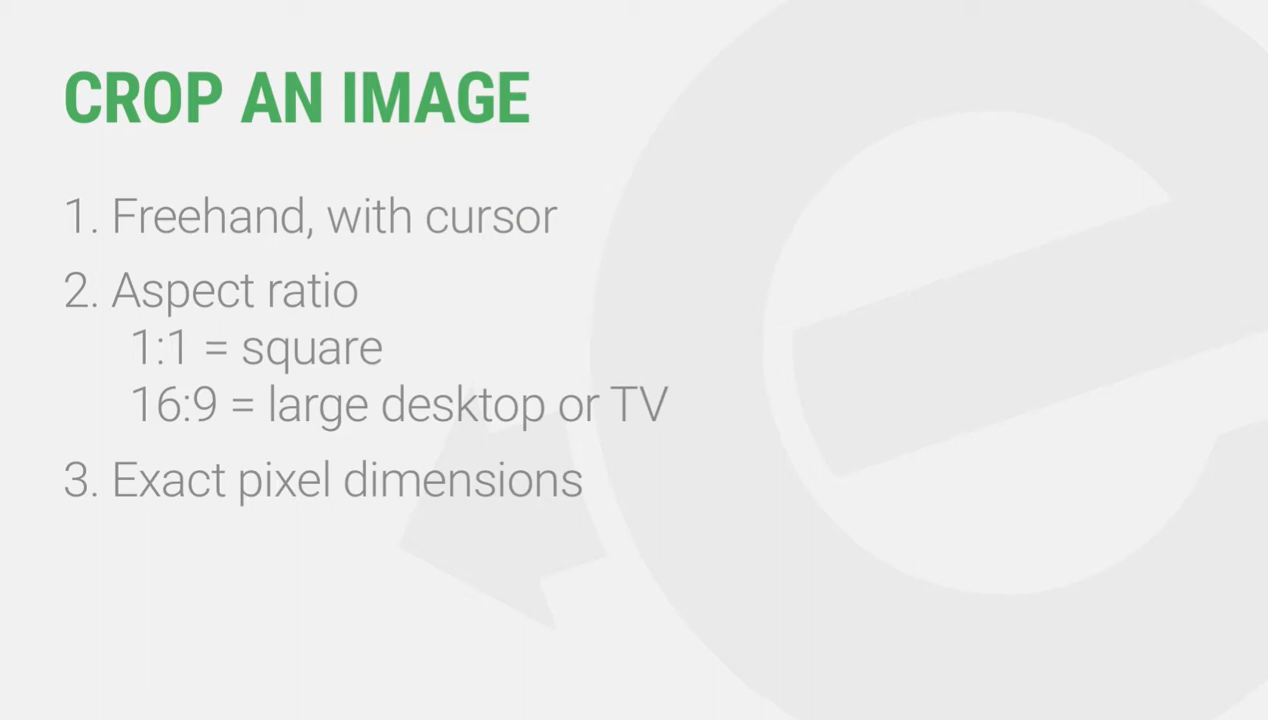 CROP AN IMAGE
1. Freehand, with cursor
2. Aspect ratio
1:1 = square
16:9 = large desktop or TV
3. Exact pixel dimensions